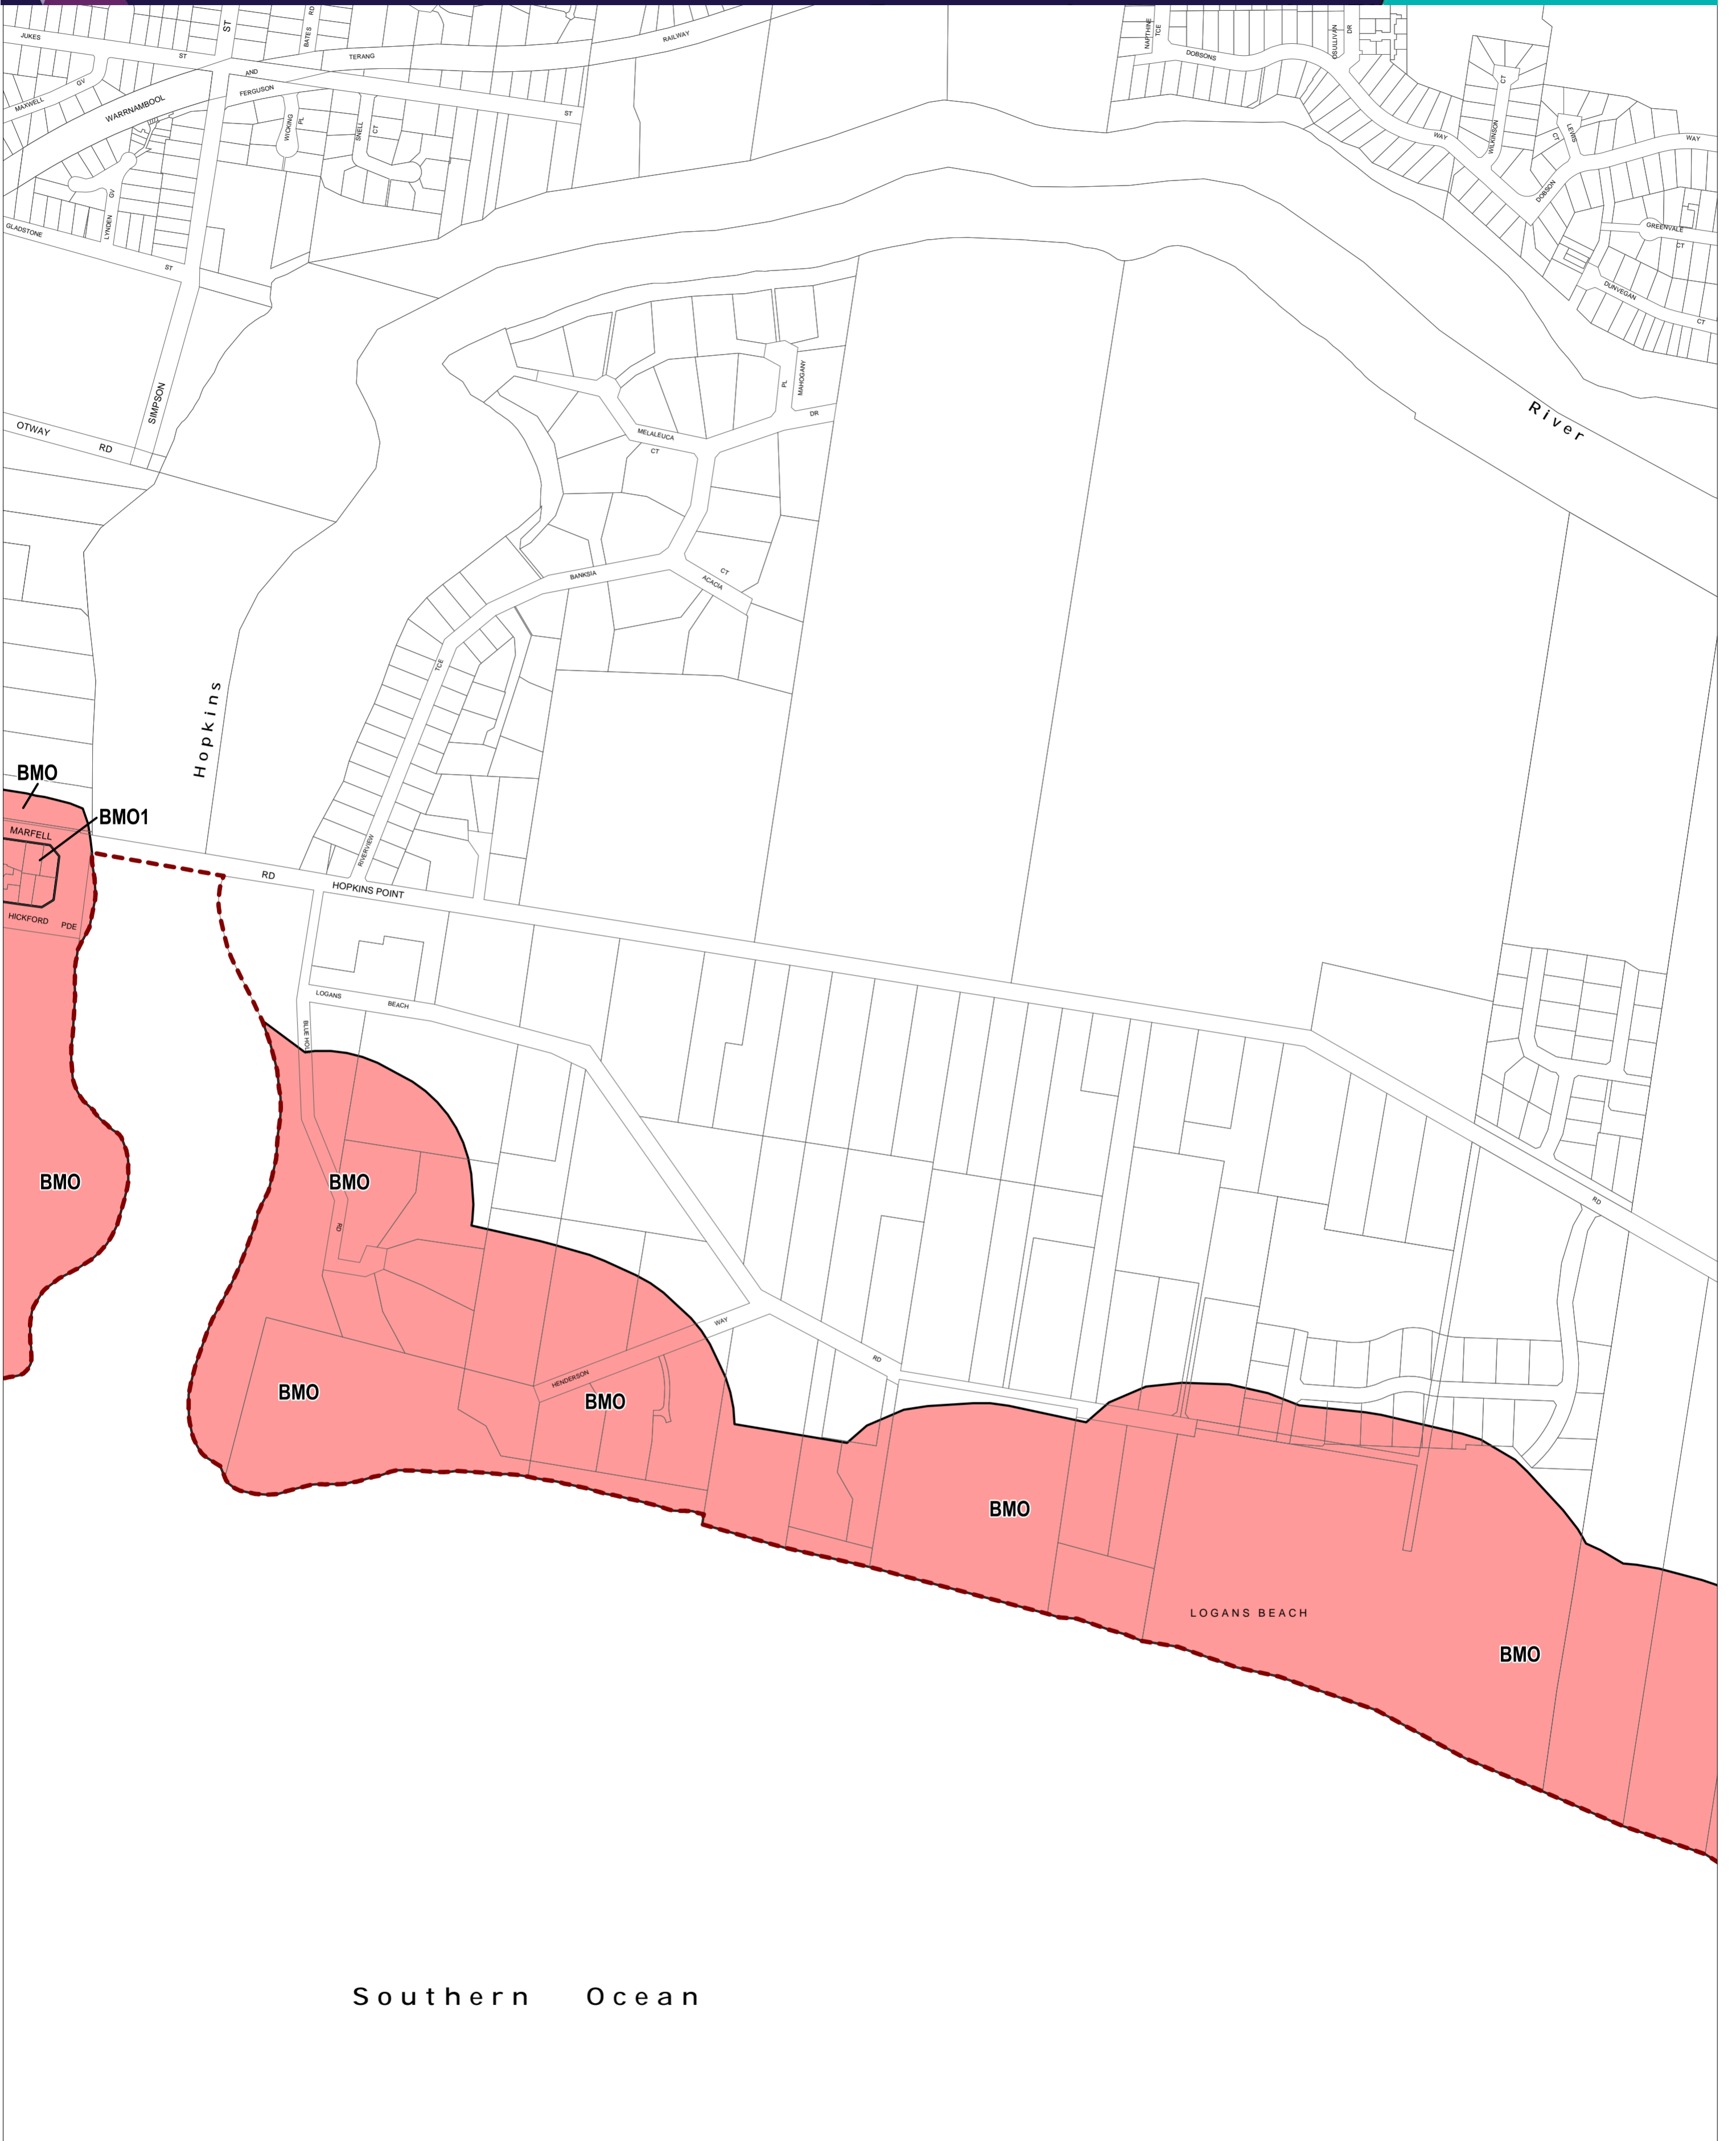 JUKES
ST
ST
BATES
RD
TERANG
RAILWAY
NAPTHINE
TCE
DOBSONS
OSULLIVAN
DR
CT
WILKINSON
WAY
LEWIS
CT
WAY
DOBSON
MAXWELL
GV
WARRNAMBOOL
AND
FERGUSON
ST
WICKING
PL
SNELL
CT
LYNDEN
GV
GLADSTONE
ST
GREENVALE
CT
DUNVEGAN
CT
SIMPSON
OTWAY
RD
MAHOGANY
PL
DR
River
MELALEUCA
CT
BANKSIA
CT
ACACIA
TCE
Hopkins
BMO
BMO1
MARFELL
RIVERVIEW
RD
HOPKINS POINT
HICKFORD
PDE
LOGANS
BEACH
BLUE HOL
BMO
BMO
RD
RD
WAY
RD
HENDERSON
BMO
BMO
BMO
LOGANS BEACH
BMO
Southern Ocean